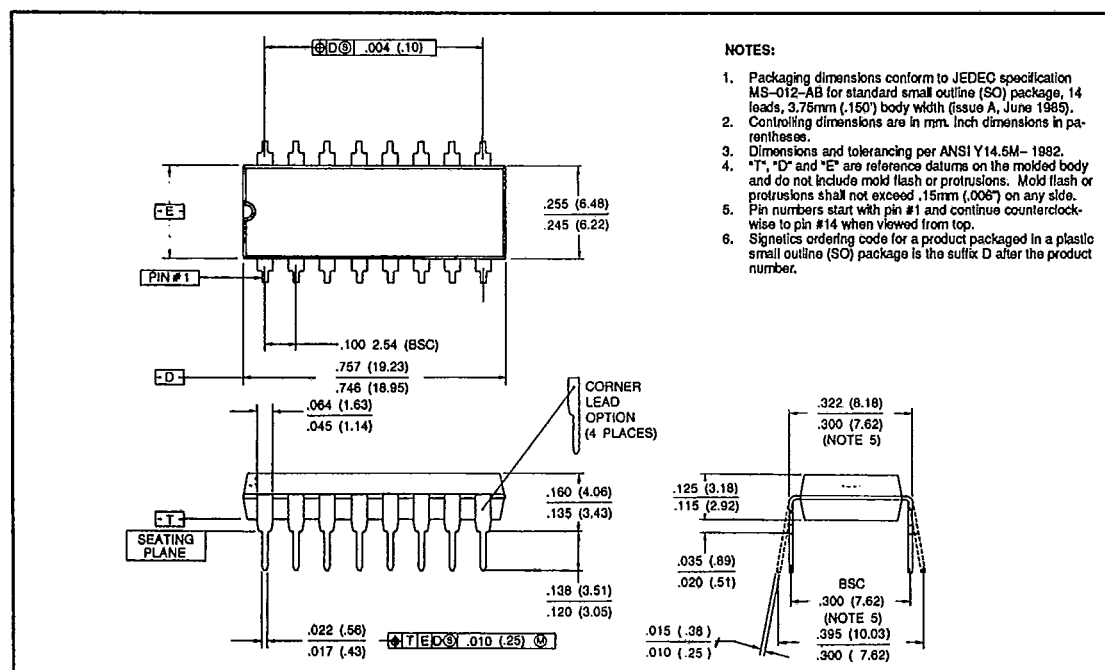 ⌖ D Ⓢ .004 (.10)
NOTES:
1. Packaging dimensions conform to JEDEC specification
MS–012–AB for standard small outline (SO) package, 14
leads, 3.75mm (.150') body width (issue A, June 1985).
2. Controlling dimensions are in mm. Inch dimensions in pa-
rentheses.
3. Dimensions and tolerancing per ANSI Y14.5M– 1982.
4. "T", "D" and "E" are reference datums on the molded body
and do not include mold flash or protrusions. Mold flash or
protrusions shall not exceed .15mm (.006") on any side.
5. Pin numbers start with pin #1 and continue counterclock-
wise to pin #14 when viewed from top.
6. Signetics ordering code for a product packaged in a plastic
small outline (SO) package is the suffix D after the product
number.
- E -
.255 (6.48)
.245 (6.22)
PIN # 1
.100 2.54 (BSC)
- D -
.757 (19.23)
.746 (18.95)
.064 (1.63)
.045 (1.14)
CORNER
LEAD
OPTION
(4 PLACES)
.322 (8.18)
.300 (7.62)
(NOTE 5)
.160 (4.06)
.135 (3.43)
.125 (3.18)
.115 (2.92)
- T -
SEATING
PLANE
.138 (3.51)
.120 (3.05)
.035 (.89)
.020 (.51)
BSC
.300 (7.62)
(NOTE 5)
.022 (.56)
.017 (.43)
⌖ T E D Ⓢ .010 (.25) Ⓜ
.015 (.38)
.010 (.25)
.395 (10.03)
.300 ( 7.62)